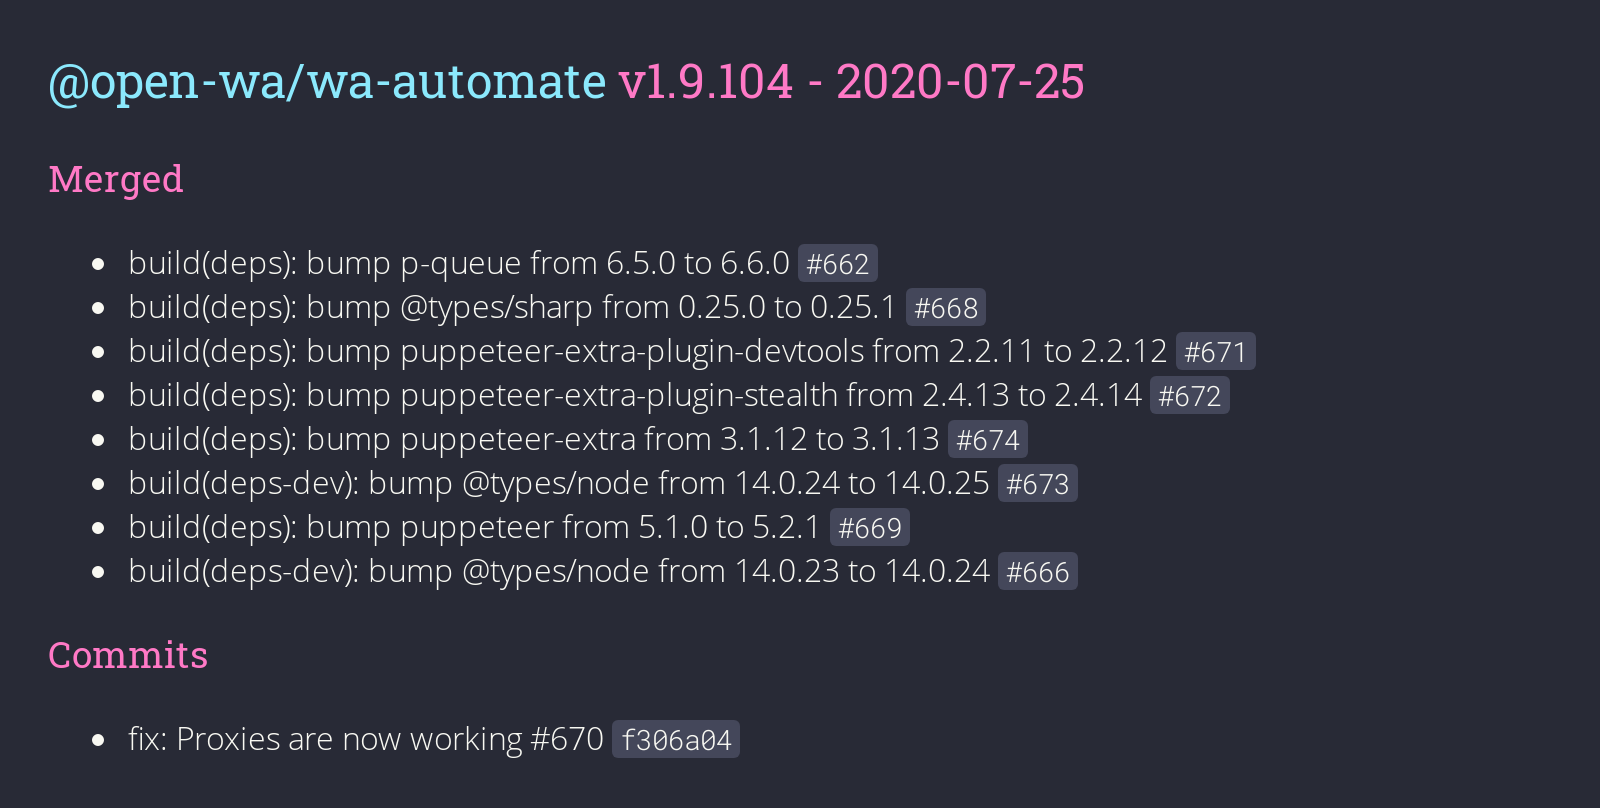 @open-wa/wa-automate v1.9.104 - 2020-07-25
Merged
build(deps): bump p-queue from 6.5.0 to 6.6.0 #662
build(deps): bump @types/sharp from 0.25.0 to 0.25.1 #668
build(deps): bump puppeteer-extra-plugin-devtools from 2.2.11 to 2.2.12 #671
build(deps): bump puppeteer-extra-plugin-stealth from 2.4.13 to 2.4.14 #672
build(deps): bump puppeteer-extra from 3.1.12 to 3.1.13 #674
build(deps-dev): bump @types/node from 14.0.24 to 14.0.25 #673
build(deps): bump puppeteer from 5.1.0 to 5.2.1 #669
build(deps-dev): bump @types/node from 14.0.23 to 14.0.24 #666
Commits
fix: Proxies are now working #670 f306a04